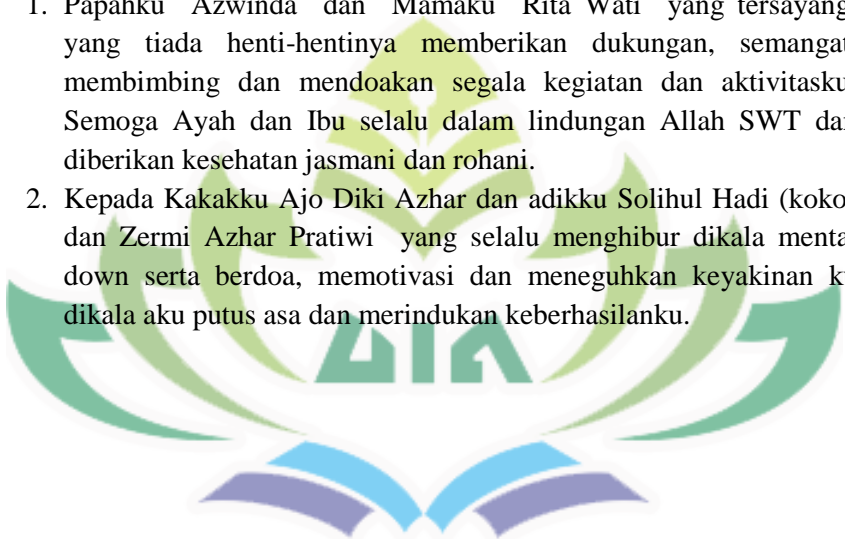 1. Papahku Azwinda dan Mamaku Rita Wati yang tersayang
yang tiada henti-hentinya memberikan dukungan, semangat
membimbing dan mendoakan segala kegiatan dan aktivitasku
Semoga Ayah dan Ibu selalu dalam lindungan Allah SWT dan
diberikan kesehatan jasmani dan rohani.
2. Kepada Kakakku Ajo Diki Azhar dan adikku Solihul Hadi (koko
dan Zermi Azhar Pratiwi yang selalu menghibur dikala menta
down serta berdoa, memotivasi dan meneguhkan keyakinan ku
dikala aku putus asa dan merindukan keberhasilanku.
UIN